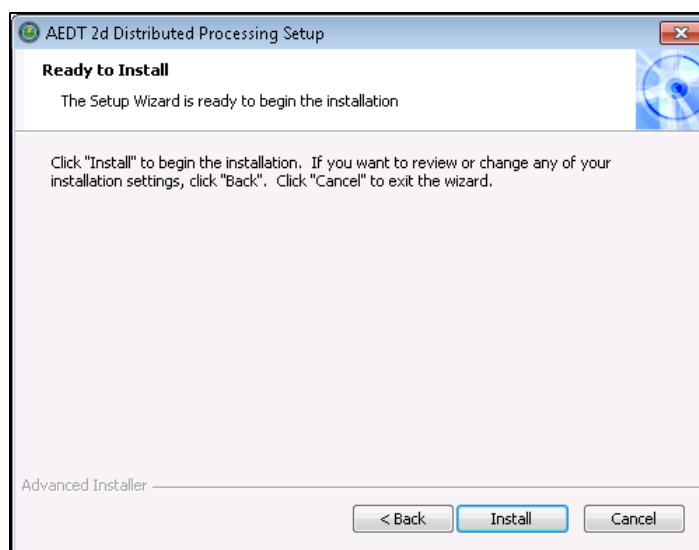 AEDT 2d Distributed Processing Setup
Ready to Install
The Setup Wizard is ready to begin the installation
Click "Install" to begin the installation.  If you want to review or change any of your
installation settings, click "Back".  Click "Cancel" to exit the wizard.
Advanced Installer
< Back
Install
Cancel